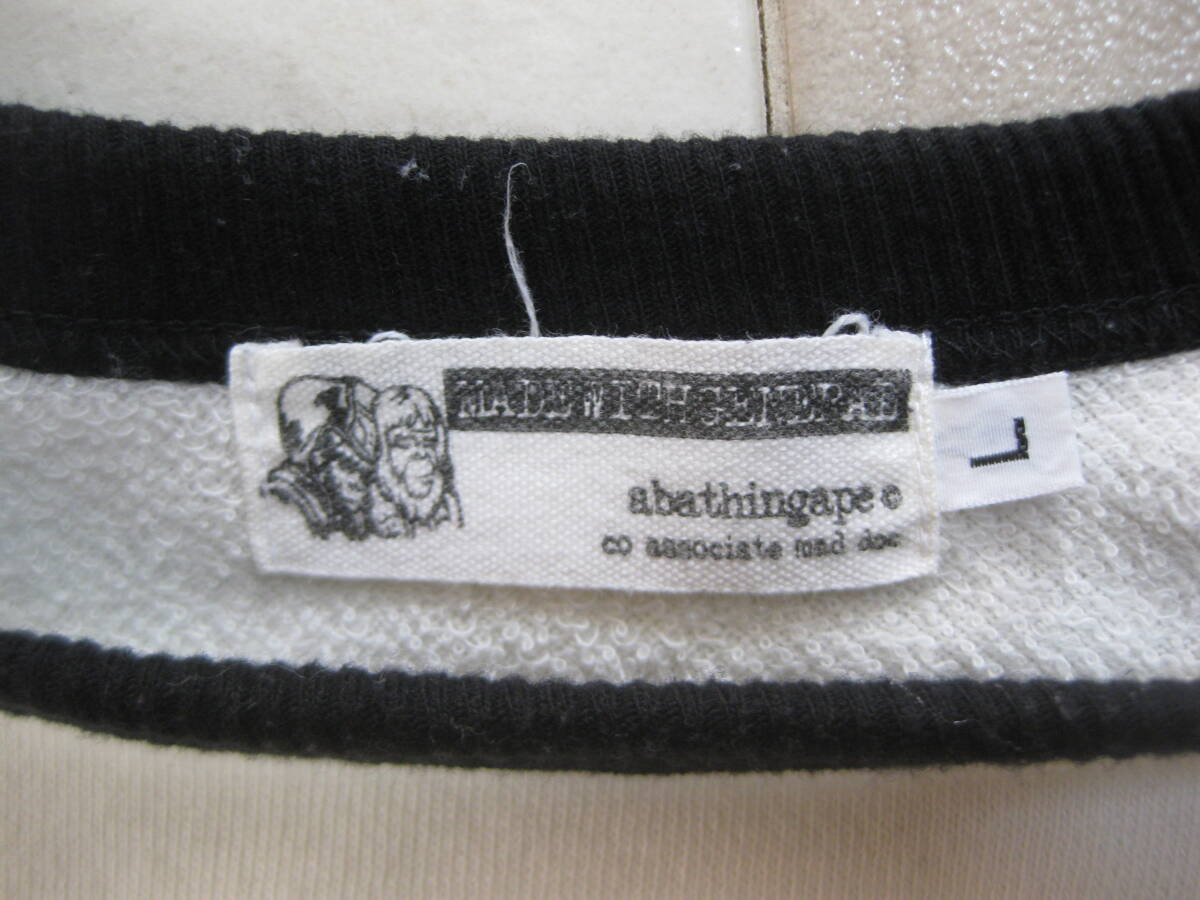 MADE WITH GENERAL
abathingape©
co associate mad doc
L